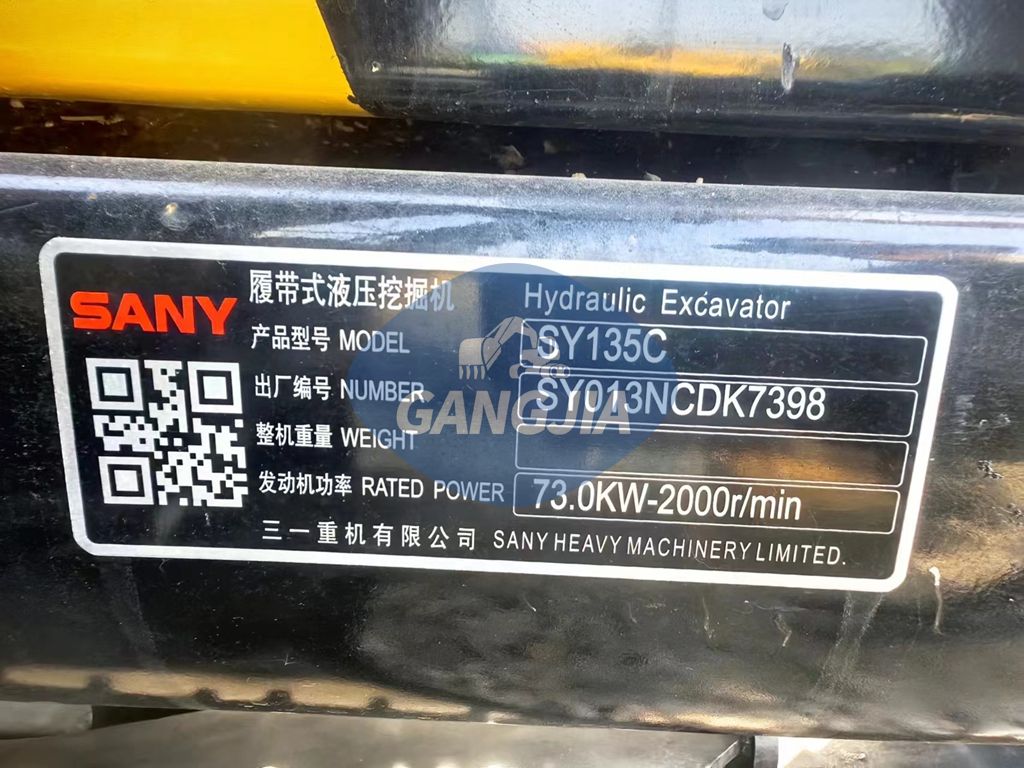 SANY
履带式液压挖掘机 Hydraulic Excavator
产品型号 MODEL SY135C
出厂编号 NUMBER SY013NCDK7398
整机重量 WEIGHT
发动机功率 RATED POWER 73.0KW-2000r/min
三一重机有限公司 SANY HEAVY MACHINERY LIMITED.
GANGJIA